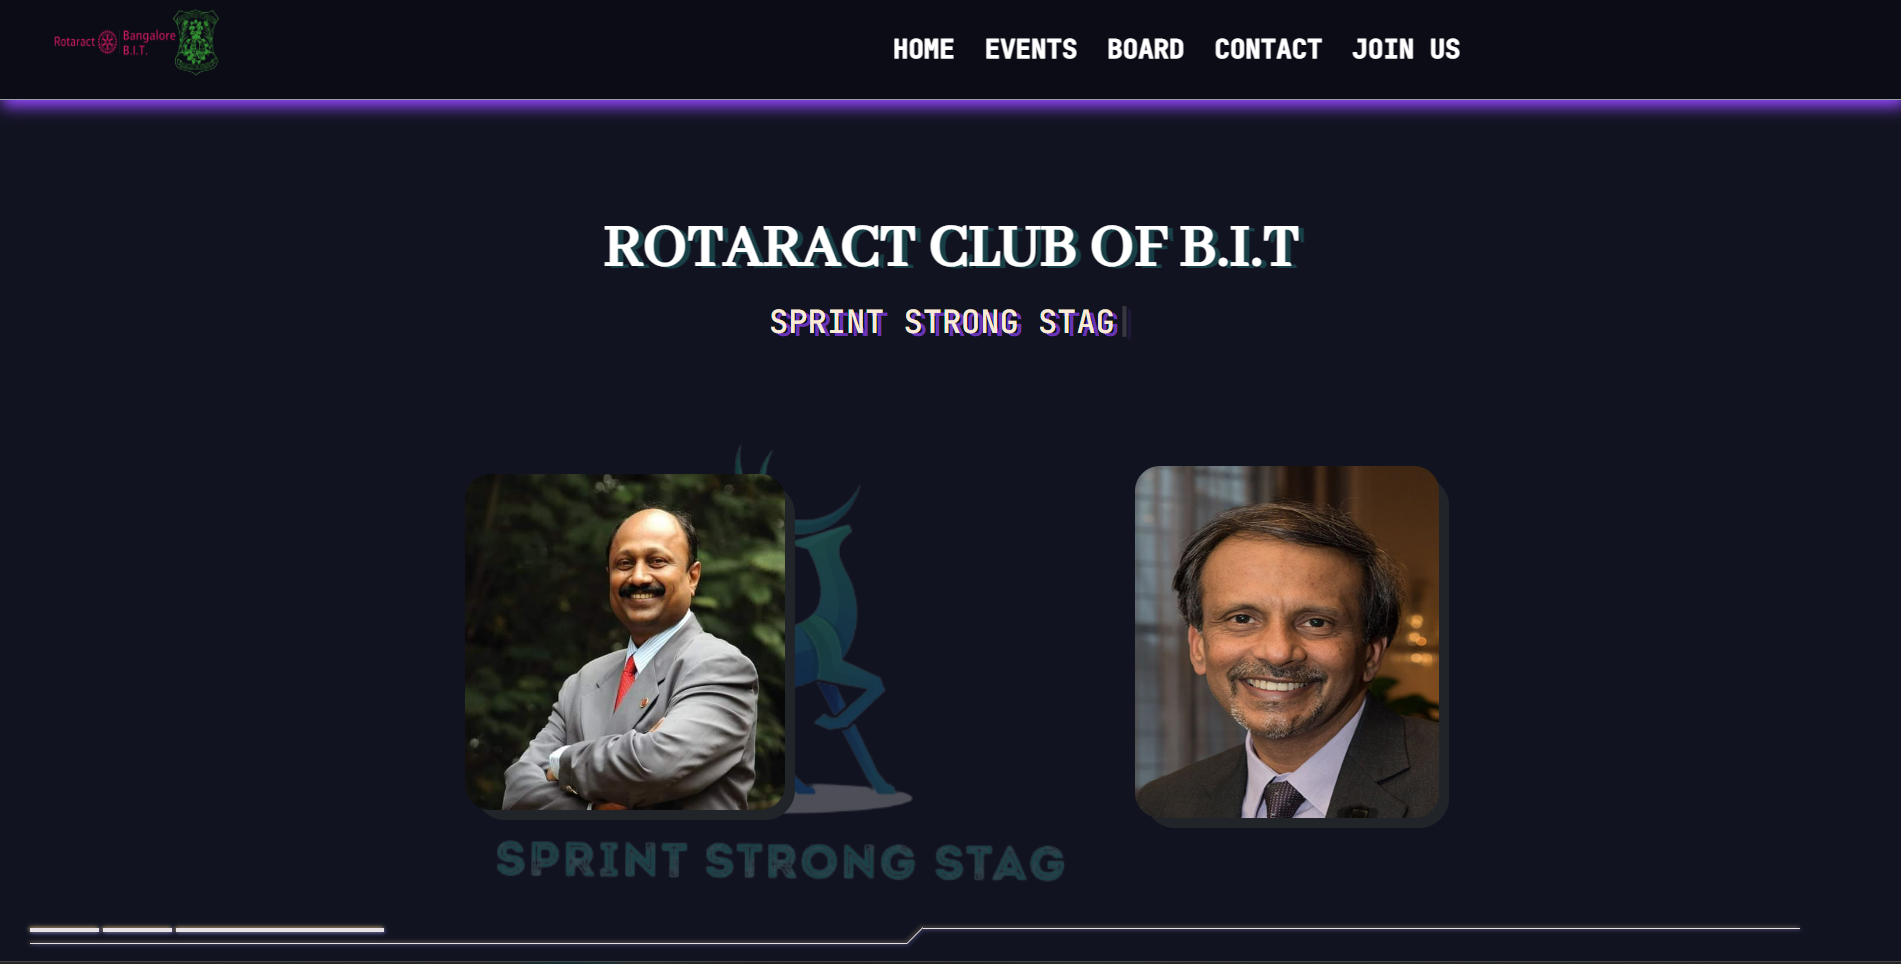 Rotaract Bangalore
B.I.T.
HOME EVENTS BOARD CONTACT JOIN US
ROTARACT CLUB OF B.I.T
SPRINT STRONG STAG
SPRINT STRONG STAG